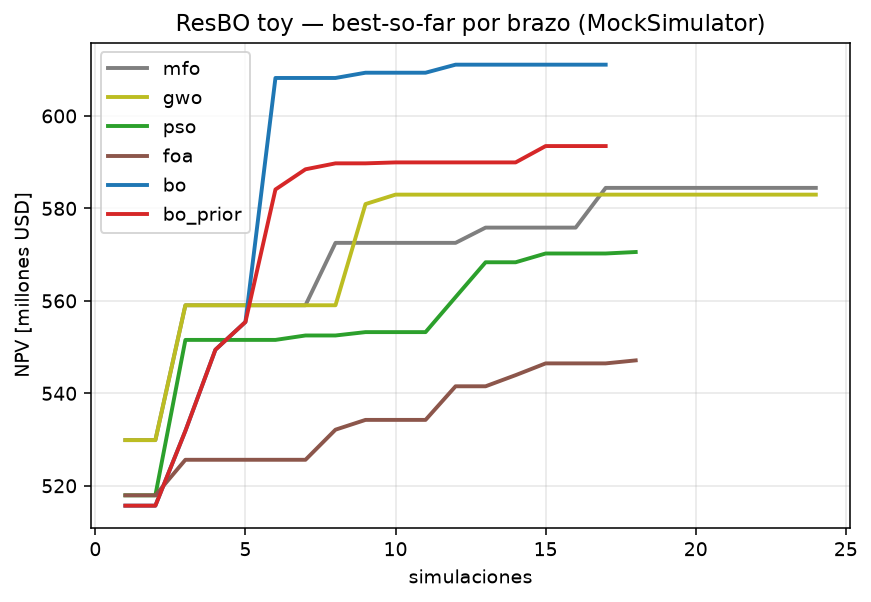 ResBO toy — best-so-far por brazo (MockSimulator)
mfo
gwo
pso
foa
bo
bo_prior
NPV [millones USD]
600
580
560
540
520
0 5 10 15 20 25
simulaciones